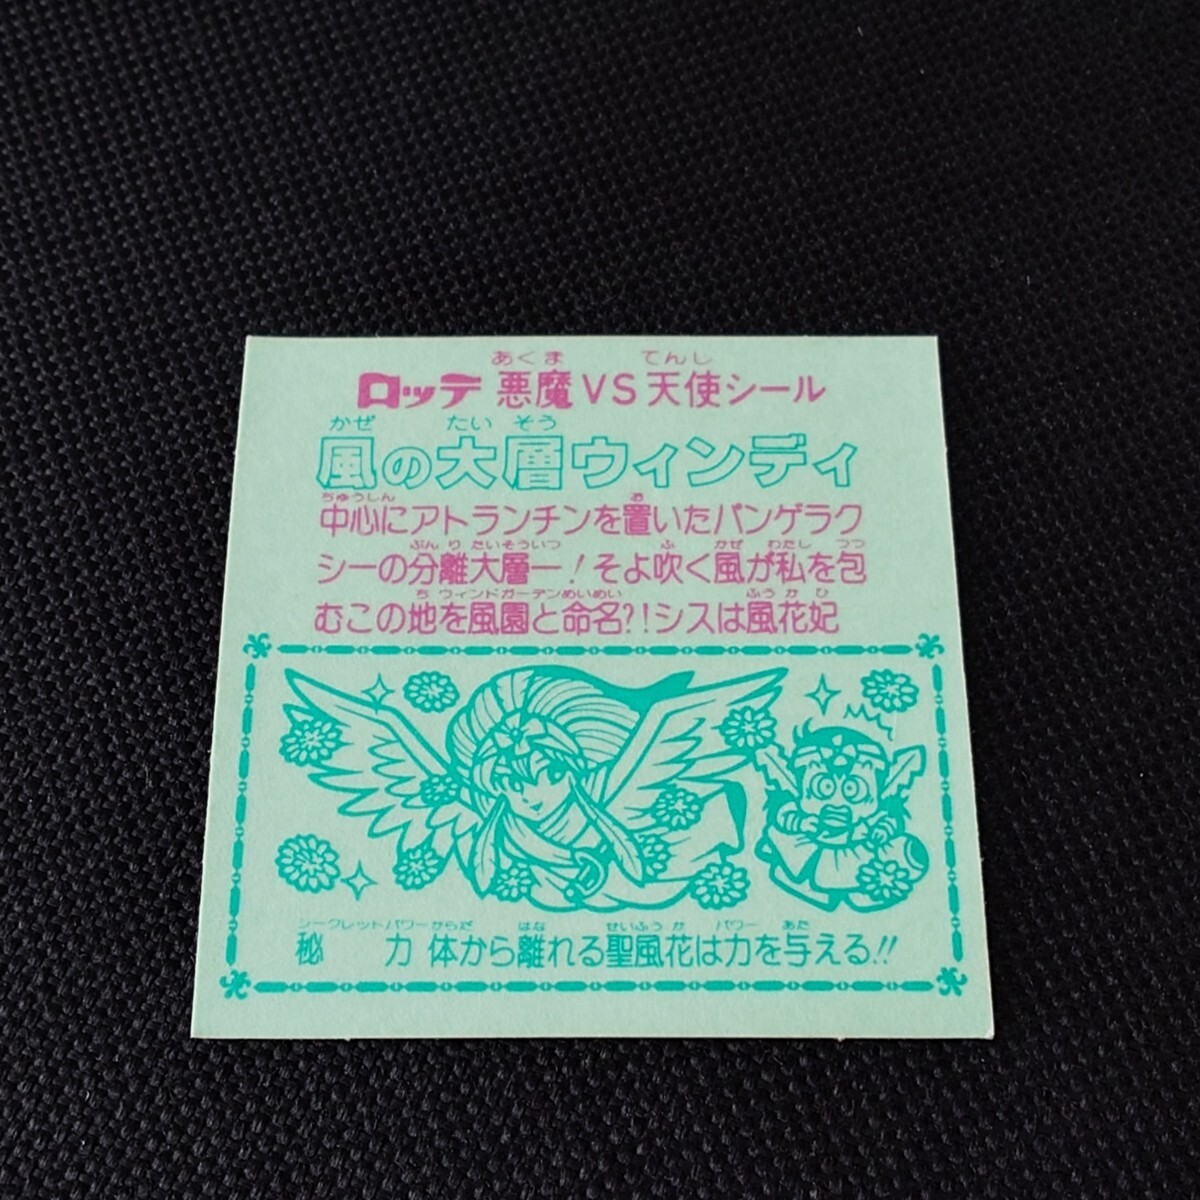 あくま てんし
ロッテ 悪魔VS天使シール
かぜ たい そう
風の大層ウィンディ
ちゅうしん お
中心にアトランチンを置いたパンゲラク
ぶんり たいそういつ ふ かぜ わたし つつ
シーの分離大層一!そよ吹く風が私を包
ち ウィンドガーデン めいめい ふう か ひ
むこの地を風園と命名?!シスは風花妃
シークレットパワー からだ はな せいふうか パワー あた
秘 力 体から離れる聖風花は力を与える!!